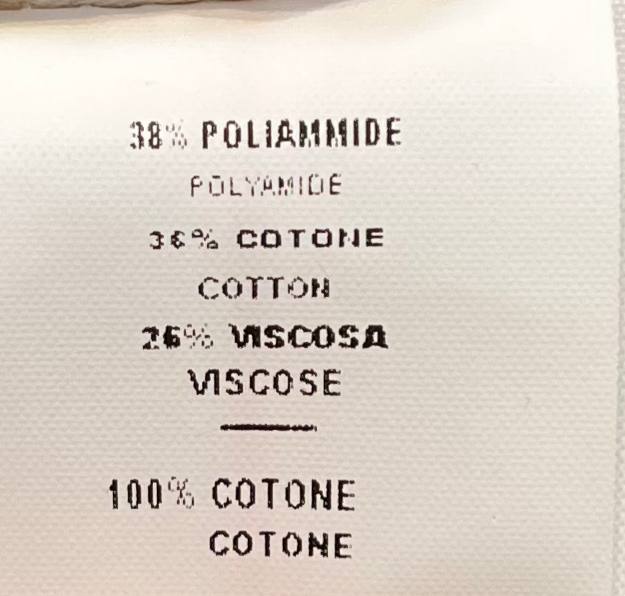 38% POLIAMMIDE
POLYAMIDE
36% COTONE
COTTON
26% VISCOSA
VISCOSE
100% COTONE
COTONE